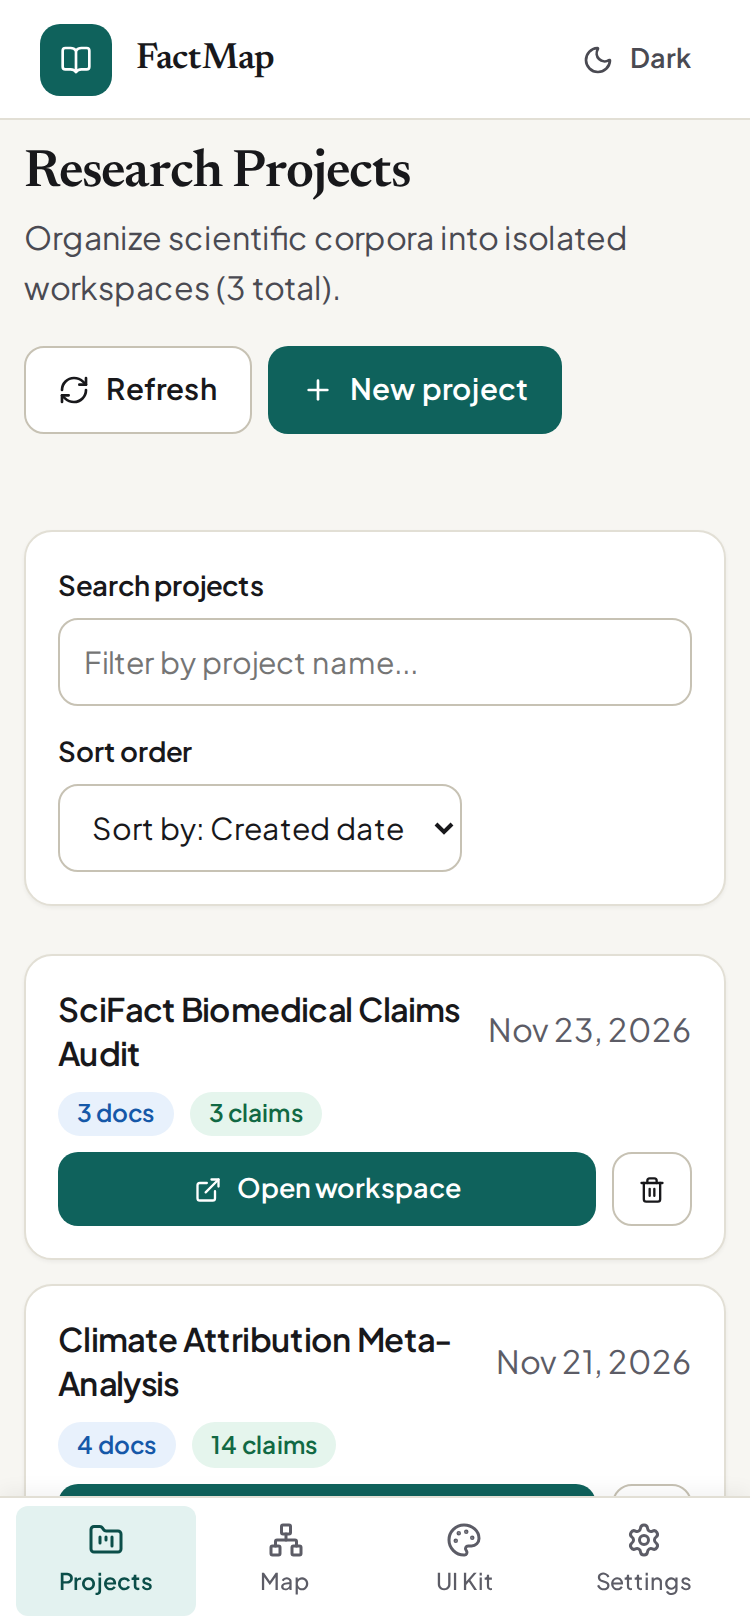 FactMap
Dark
Research Projects
Organize scientific corpora into isolated
workspaces (3 total).
Refresh
New project
Search projects
Filter by project name...
Sort order
Sort by: Created date
SciFact Biomedical Claims
Audit
Nov 23, 2026
3 docs
3 claims
Open workspace
Climate Attribution Meta-
Analysis
Nov 21, 2026
4 docs
14 claims
Projects
Map
UI Kit
Settings